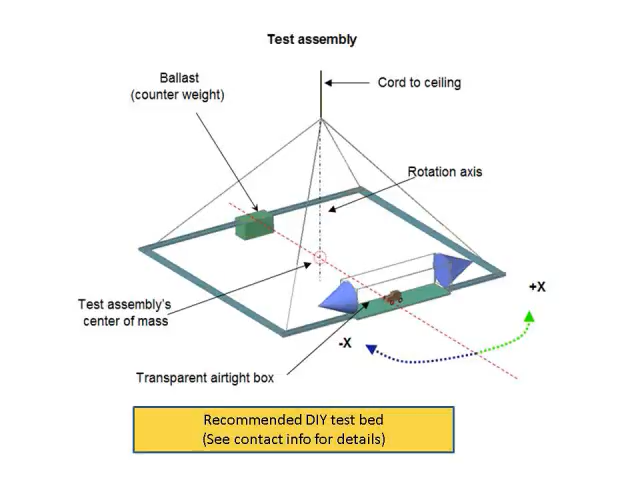 Test assembly
Ballast
(counter weight)
Cord to ceiling
Rotation axis
Test assembly's
center of mass
+X
-X
Transparent airtight box
Recommended DIY test bed
(See contact info for details)